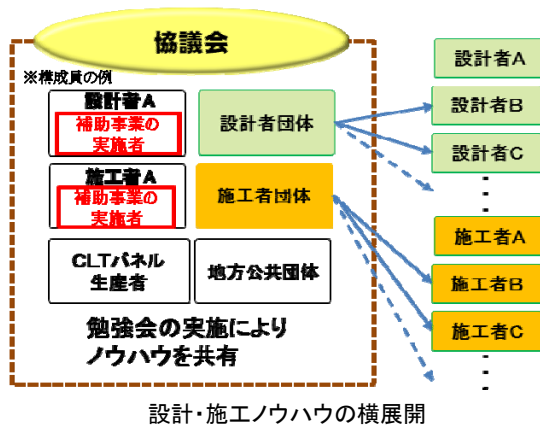 協議会
※構成員の例
設計者A
補助事業の
実施者
設計者団体
施工者A
補助事業の
実施者
施工者団体
CLTパネル
生産者
地方公共団体
勉強会の実施により
ノウハウを共有
設計者A
設計者B
設計者C
施工者A
施工者B
施工者C
設計・施工ノウハウの横展開